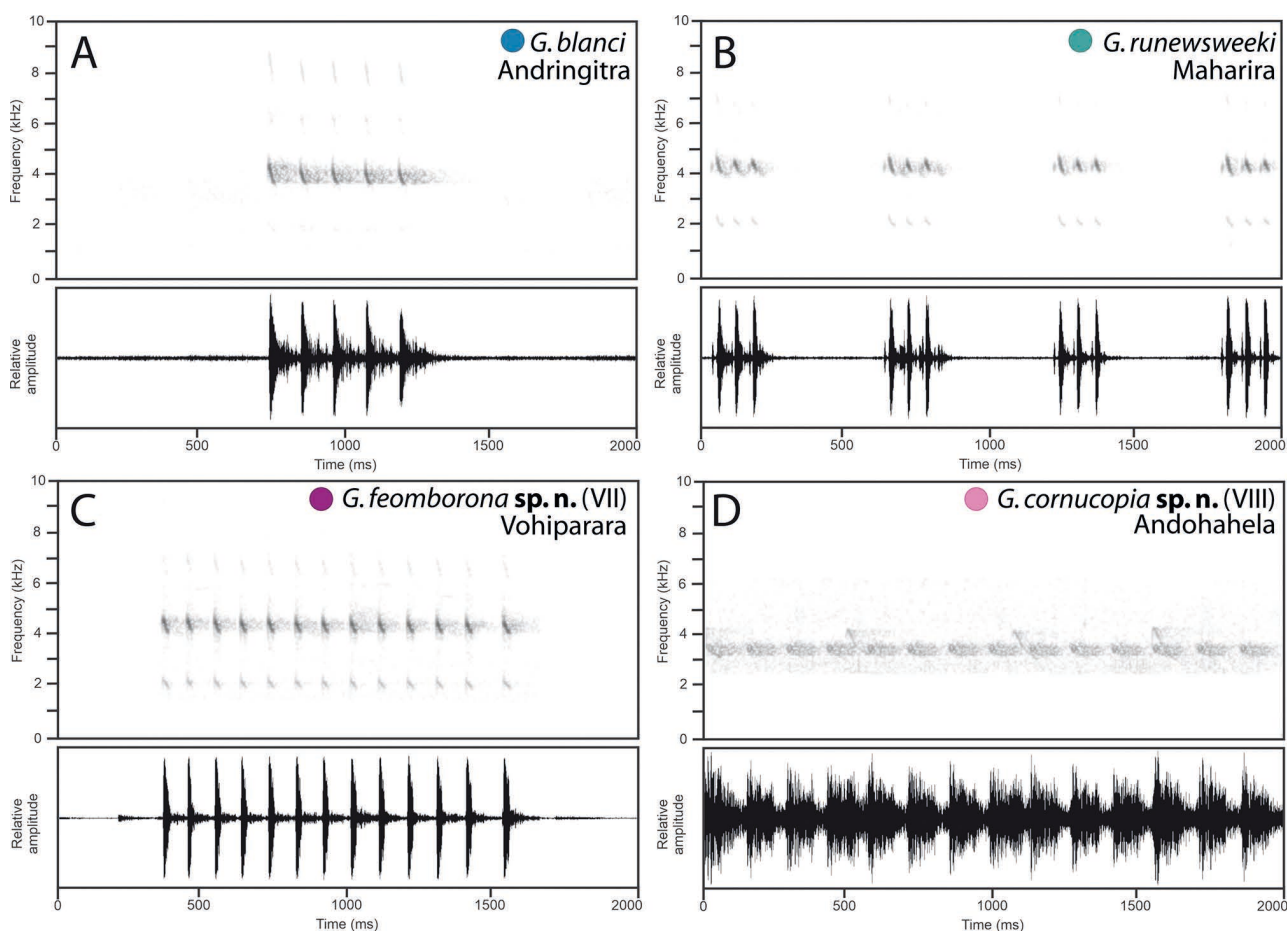 A
G. blanci
Andringitra
10
8
6
4
2
0
Frequency (kHz)
Relative
amplitude
0 500 1000 1500 2000
Time (ms)
B
G. runewsweeki
Maharira
10
8
6
4
2
0
Frequency (kHz)
Relative
amplitude
0 500 1000 1500 2000
Time (ms)
C
G. feomborona sp. n. (VII)
Vohiparara
10
8
6
4
2
0
Frequency (kHz)
Relative
amplitude
0 500 1000 1500 2000
Time (ms)
D
G. cornucopia sp. n. (VIII)
Andohahela
10
8
6
4
2
0
Frequency (kHz)
Relative
amplitude
0 500 1000 1500 2000
Time (ms)